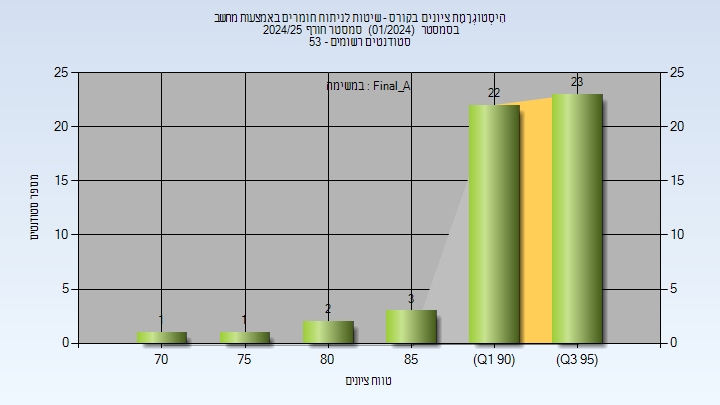 היסטוגרמת ציונים בקורס - שיטות לניתוח חומרים באמצעות מחשב
בסמסטר (01/2024) סמסטר חורף 2024/25
סטודנטים רשומים - 53
במשימה : Final_A
25
20
15
10
5
0
מספר סטודנטים
25
20
15
10
5
0
1
1
2
3
22
23
70
75
80
85
(Q1 90)
(Q3 95)
טווח ציונים